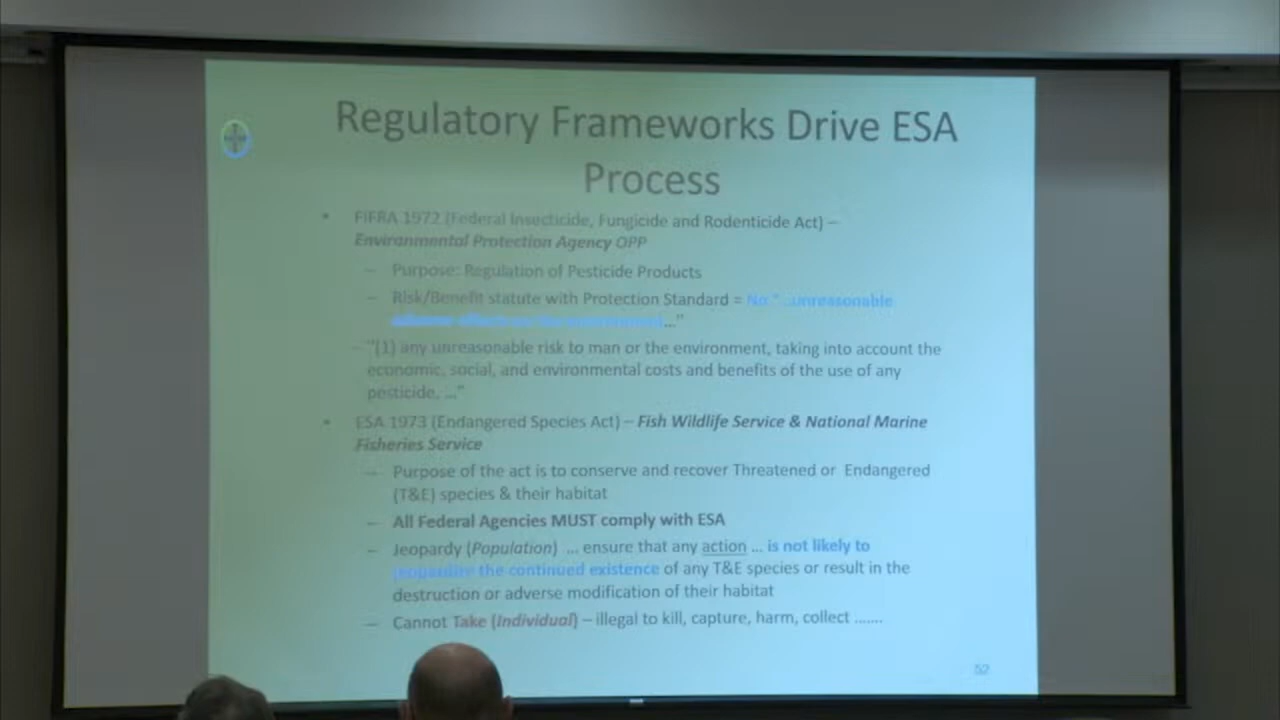 Regulatory Frameworks Drive ESA
Process
• FIFRA 1972 (Federal Insecticide, Fungicide and Rodenticide Act) –
Environmental Protection Agency OPP
– Purpose: Regulation of Pesticide Products
– Risk/Benefit statute with Protection Standard = No "…unreasonable
adverse effects on the environment…"
– "(1) any unreasonable risk to man or the environment, taking into account the
economic, social, and environmental costs and benefits of the use of any
pesticide, …"
• ESA 1973 (Endangered Species Act) – Fish Wildlife Service & National Marine
Fisheries Service
– Purpose of the act is to conserve and recover Threatened or Endangered
(T&E) species & their habitat
– All Federal Agencies MUST comply with ESA
– Jeopardy (Population) … ensure that any action … is not likely to
jeopardize the continued existence of any T&E species or result in the
destruction or adverse modification of their habitat
– Cannot Take (Individual) – illegal to kill, capture, harm, collect …….
52